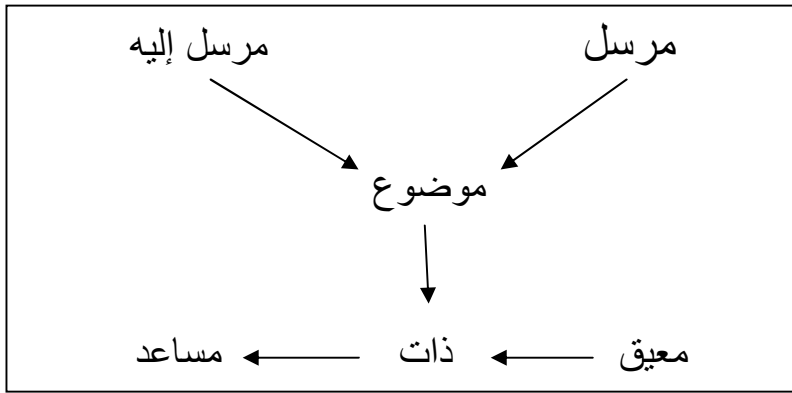 مرسل مرسل إليه
موضوع
معيق ذات مساعد